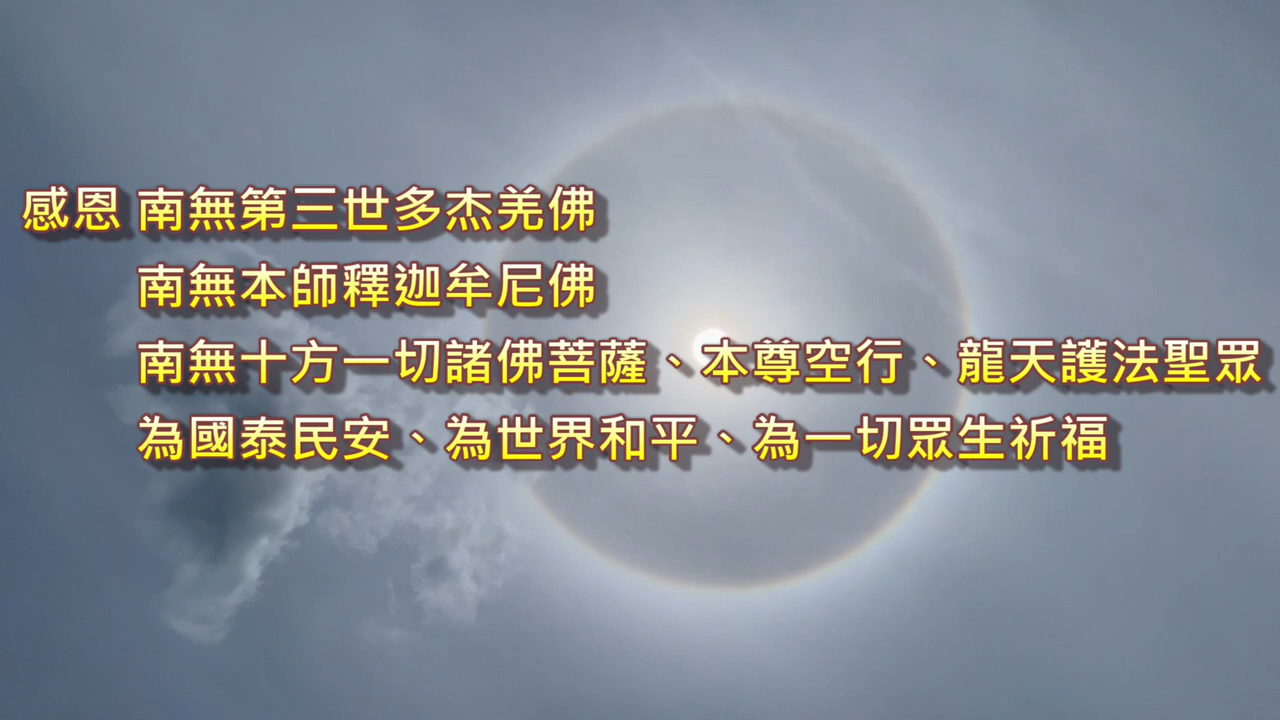 感恩 南無第三世多杰羌佛
南無本師釋迦牟尼佛
南無十方一切諸佛菩薩、本尊空行、龍天護法聖眾
為國泰民安、為世界和平、為一切眾生祈福